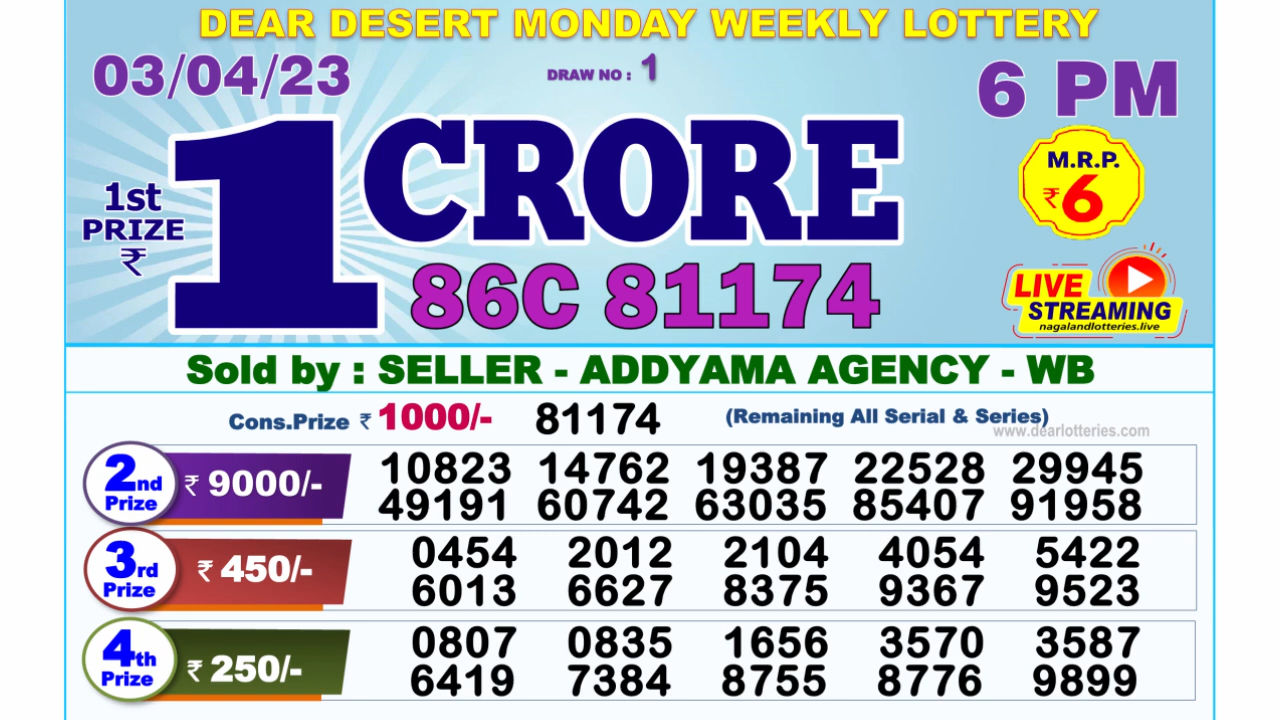 DEAR DESERT MONDAY WEEKLY LOTTERY
03/04/23
DRAW NO : 1
6 PM
1st
PRIZE
₹
1 CRORE
M.R.P.
₹6
86C 81174
LIVE
STREAMING
nagalandlotteries.live
Sold by : SELLER - ADDYAMA AGENCY - WB
Cons.Prize ₹ 1000/- 81174 (Remaining All Serial & Series)
www.dearlotteries.com
2nd Prize ₹ 9000/-
10823 14762 19387 22528 29945
49191 60742 63035 85407 91958
3rd Prize ₹ 450/-
0454 2012 2104 4054 5422
6013 6627 8375 9367 9523
4th Prize ₹ 250/-
0807 0835 1656 3570 3587
6419 7384 8755 8776 9899